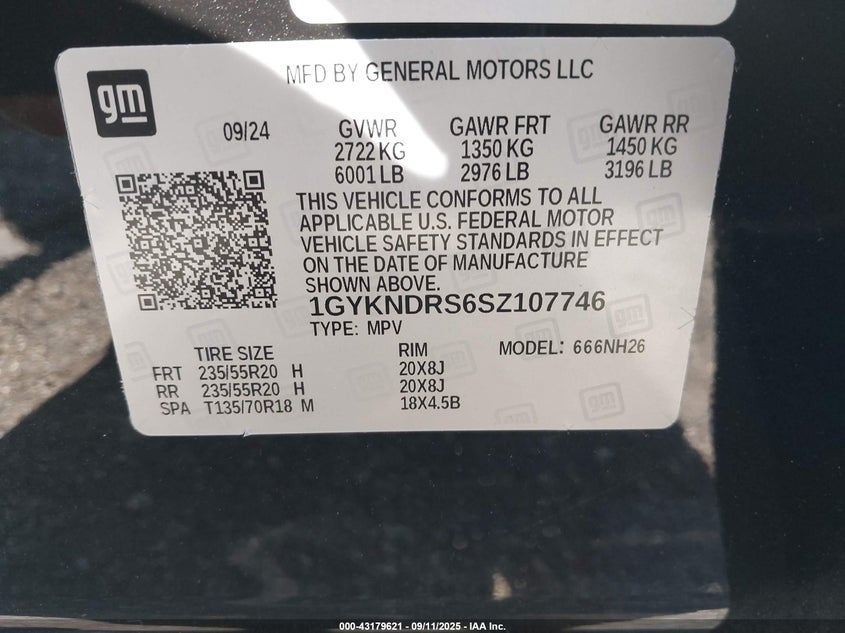 MFD BY GENERAL MOTORS LLC
gm
09/24
GVWR GAWR FRT GAWR RR
2722 KG 1350 KG 1450 KG
6001 LB 2976 LB 3196 LB
THIS VEHICLE CONFORMS TO ALL
APPLICABLE U.S. FEDERAL MOTOR
VEHICLE SAFETY STANDARDS IN EFFECT
ON THE DATE OF MANUFACTURE
SHOWN ABOVE.
1GYKNDRS6SZ107746
TYPE: MPV
TIRE SIZE RIM MODEL: 666NH26
FRT 235/55R20 H 20X8J
RR 235/55R20 H 20X8J
SPA T135/70R18 M 18X4.5B
000-43179621 - 09/11/2025 - IAA Inc.